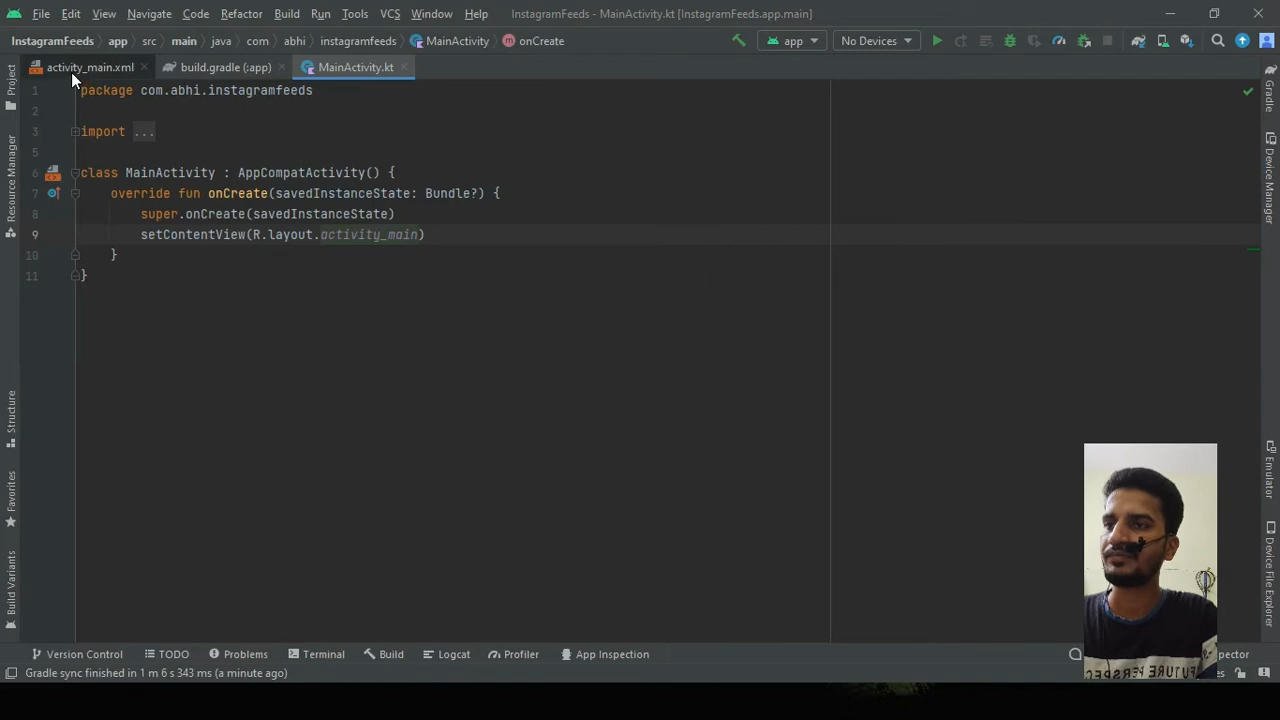 File Edit View Navigate Code Refactor Build Run Tools VCS Window Help InstagramFeeds - MainActivity.kt [InstagramFeeds.app.main]
InstagramFeeds app src main java com abhi instagramfeeds MainActivity onCreate app No Devices
activity_main.xml build.gradle (:app) MainActivity.kt
Project
Resource Manager
Structure
Favorites
Build Variants
1 package com.abhi.instagramfeeds
2
3 import ...
5
6 class MainActivity : AppCompatActivity() {
7 override fun onCreate(savedInstanceState: Bundle?) {
8 super.onCreate(savedInstanceState)
9 setContentView(R.layout.activity_main)
10 }
11 }
Gradle
Device Manager
Emulator
Device File Explorer
Version Control TODO Problems Terminal Build Logcat Profiler App Inspection
Gradle sync finished in 1 m 6 s 343 ms (a minute ago)